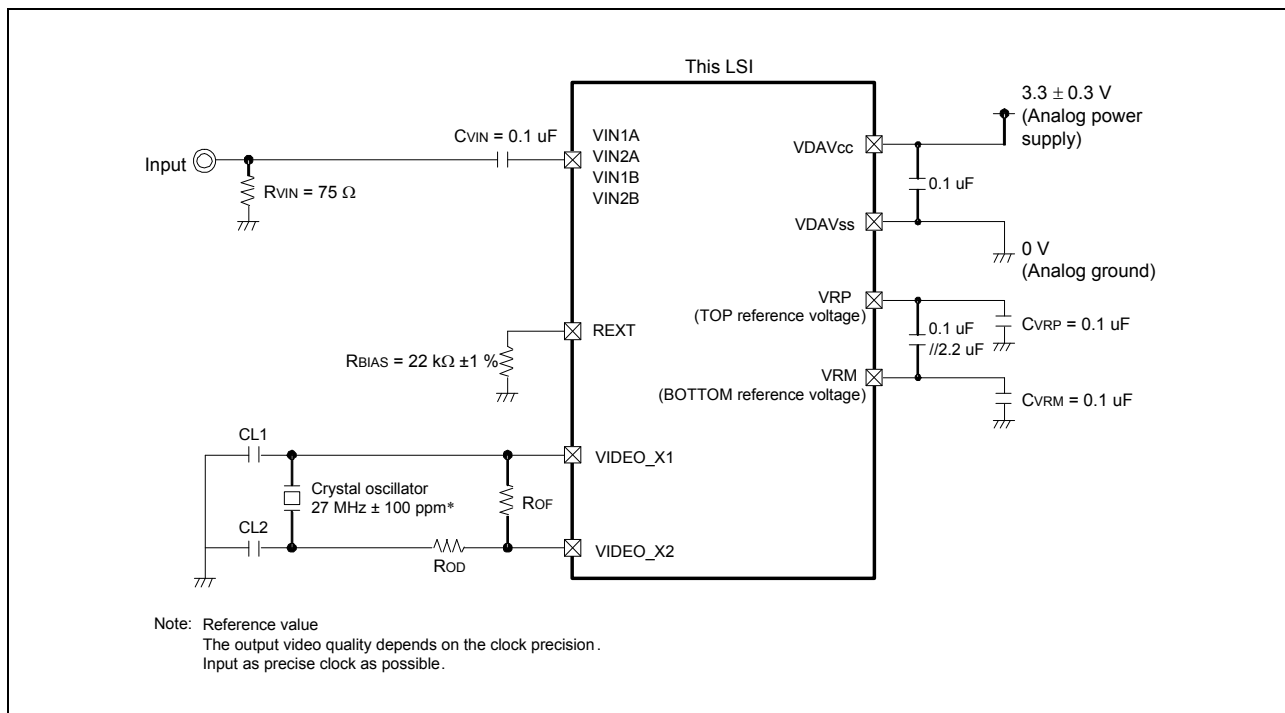 This LSI
Input
RVIN = 75 Ω
CVIN = 0.1 uF
VIN1A
VIN2A
VIN1B
VIN2B
VDAVcc
3.3 ± 0.3 V
(Analog power
supply)
0.1 uF
VDAVss
0 V
(Analog ground)
REXT
RBIAS = 22 kΩ ±1 %
VRP
(TOP reference voltage)
CVRP = 0.1 uF
0.1 uF
//2.2 uF
VRM
(BOTTOM reference voltage)
CVRM = 0.1 uF
CL1
VIDEO_X1
Crystal oscillator
27 MHz ± 100 ppm*
ROF
CL2
ROD
VIDEO_X2
Note: Reference value
The output video quality depends on the clock precision.
Input as precise clock as possible.